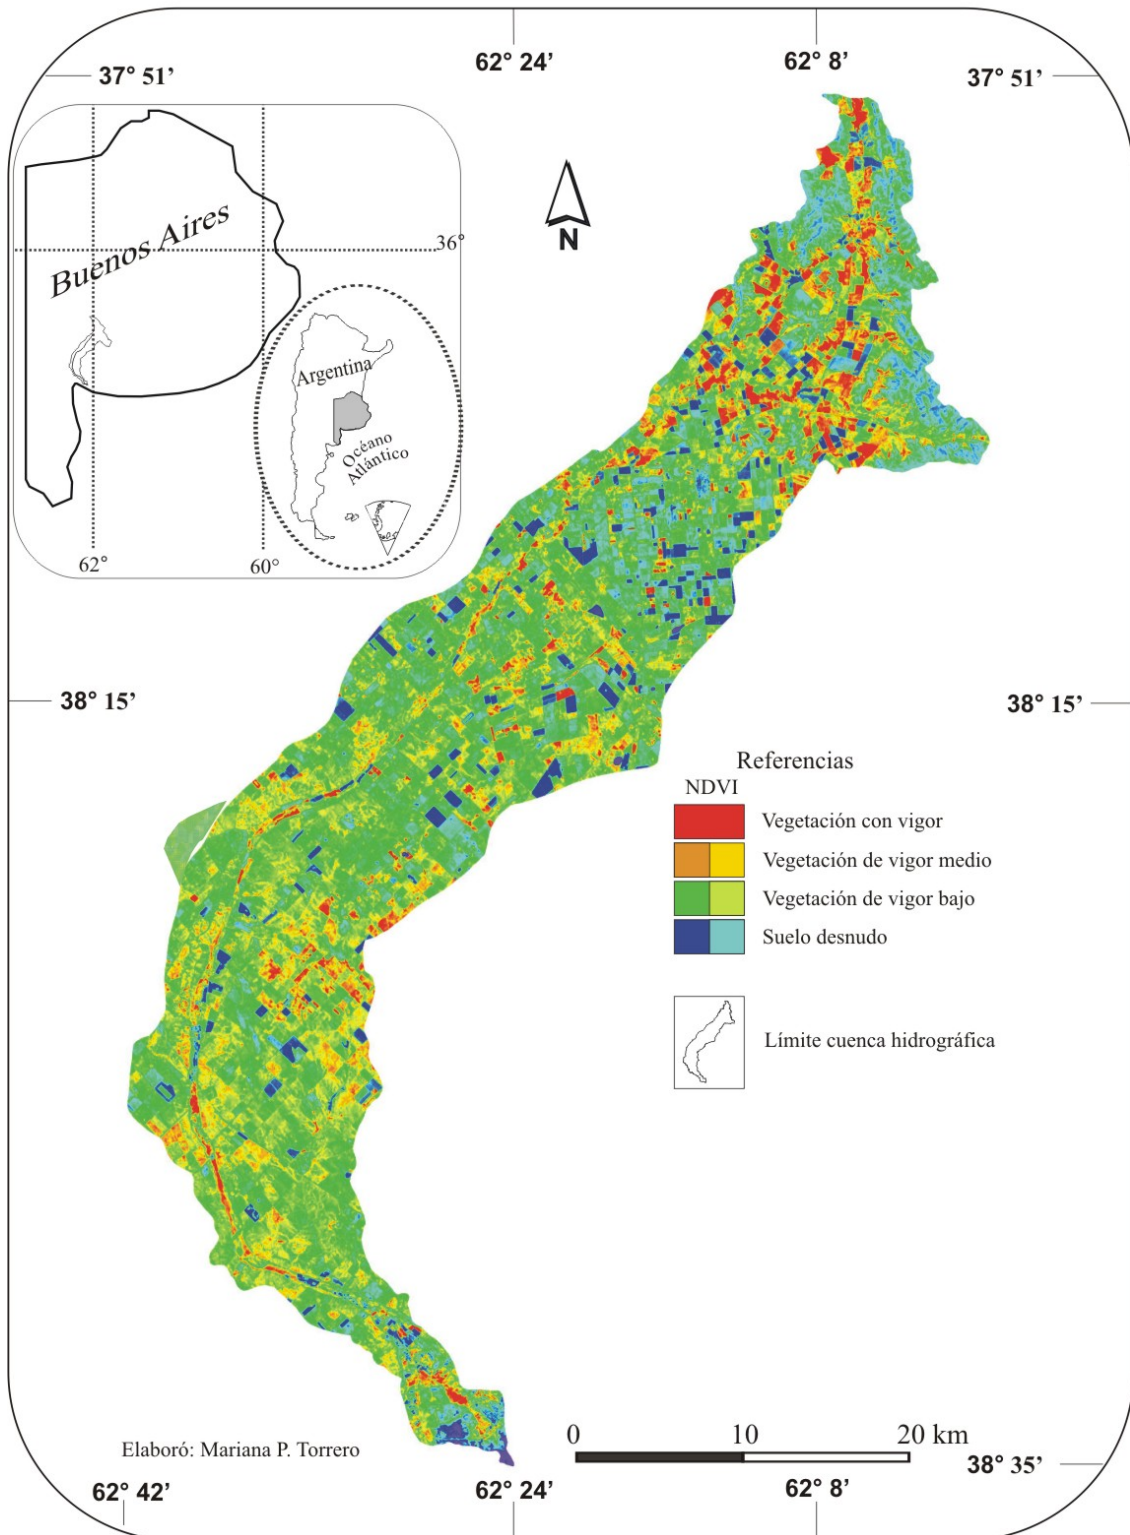 62° 24’
62° 8’
37° 51’
37° 51’
Buenos Aires
36°
Argentina
Océano
Atlántico
62°
60°
N
38° 15’
38° 15’
Referencias
NDVI
Vegetación con vigor
Vegetación de vigor medio
Vegetación de vigor bajo
Suelo desnudo
Límite cuenca hidrográfica
Elaboró: Mariana P. Torrero
0 10 20 km
38° 35’
62° 42’
62° 24’
62° 8’